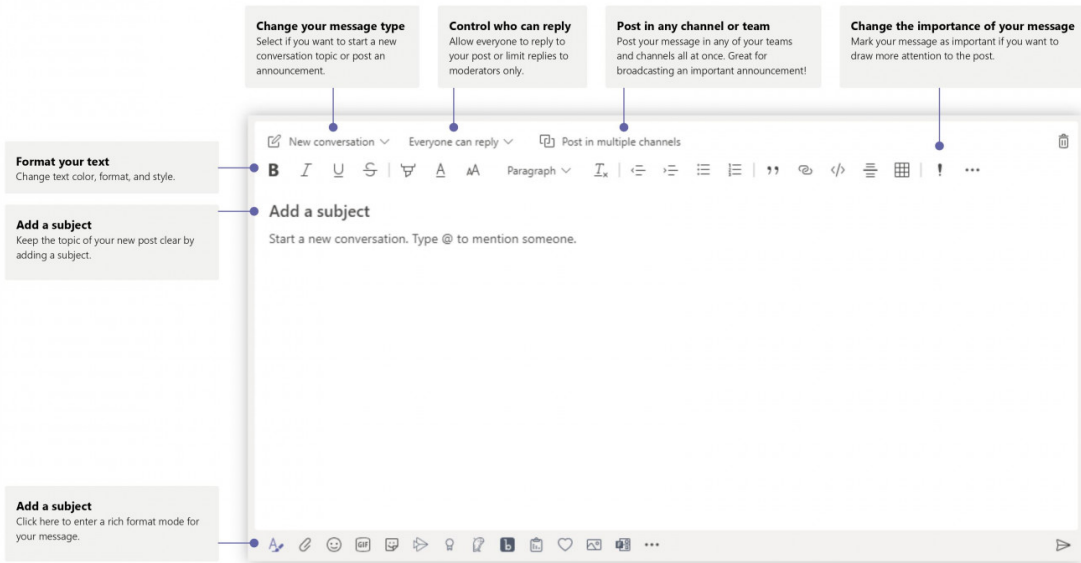 Change your message type
Select if you want to start a new
conversation topic or post an
announcement.
Control who can reply
Allow everyone to reply to
your post or limit replies to
moderators only.
Post in any channel or team
Post your message in any of your teams
and channels all at once. Great for
broadcasting an important announcement!
Change the importance of your message
Mark your message as important if you want to
draw more attention to the post.
New conversation
Everyone can reply
Post in multiple channels
Format your text
Change text color, format, and style.
B I U S A AA Paragraph Tx
Add a subject
Keep the topic of your new post clear by
adding a subject.
Add a subject
Start a new conversation. Type @ to mention someone.
Add a subject
Click here to enter a rich format mode for
your message.
GIF
b